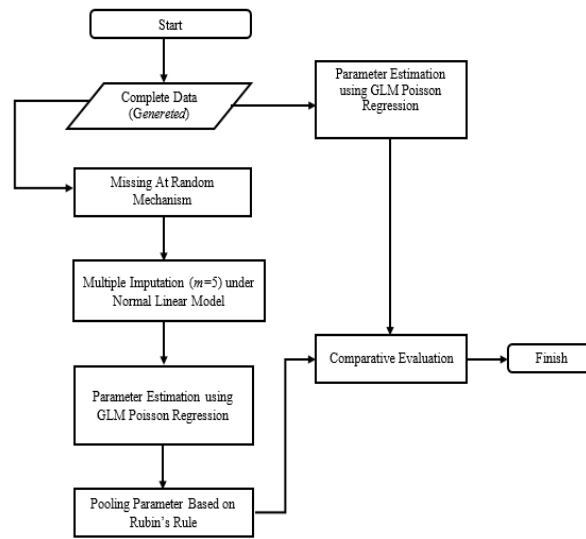 Start
Complete Data
(Genereted)
Parameter Estimation
using GLM Poisson
Regression
Missing At Random
Mechanism
Multiple Imputation (m=5) under
Normal Linear Model
Parameter Estimation using
GLM Poisson Regression
Pooling Parameter Based on
Rubin's Rule
Comparative Evaluation
Finish